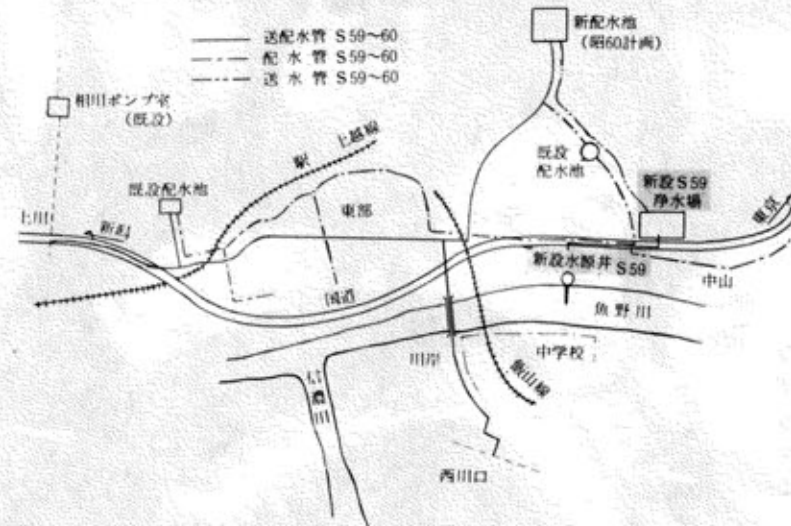 送配水管 S59～60
配水管 S59～60
送水管 S59～60
新配水池
(昭60計画)
相川ポンプ室
(既設)
駅
上越線
既設配水池
東部
既設
配水池
新設S59
浄水場
東京
上川
新潟
国道
新設水源井 S59
中山
魚野川
川岸
中学校
飯山線
信濃川
西川口